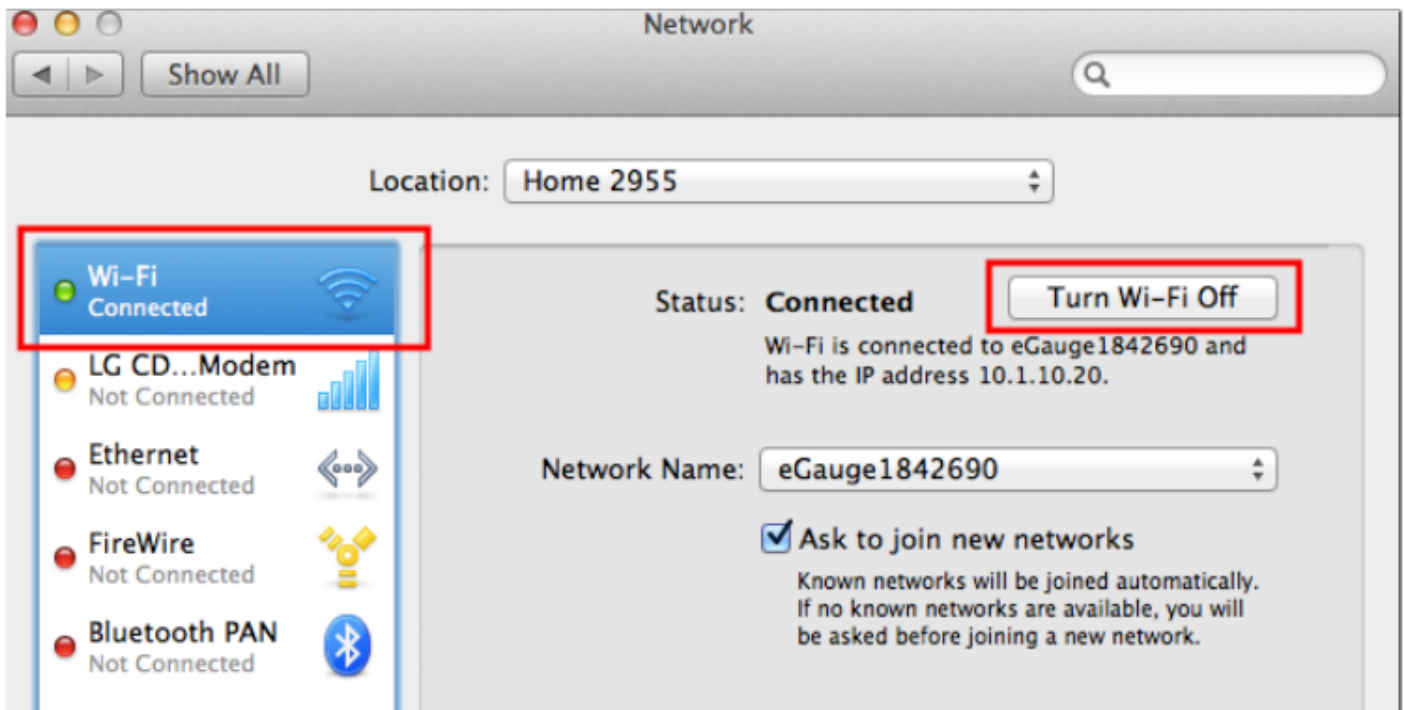 Network
Show All
Location: Home 2955
Wi-Fi
Connected
LG CD...Modem
Not Connected
Ethernet
Not Connected
FireWire
Not Connected
Bluetooth PAN
Not Connected
Status: Connected
Turn Wi-Fi Off
Wi-Fi is connected to eGauge1842690 and
has the IP address 10.1.10.20.
Network Name: eGauge1842690
Ask to join new networks
Known networks will be joined automatically.
If no known networks are available, you will
be asked before joining a new network.